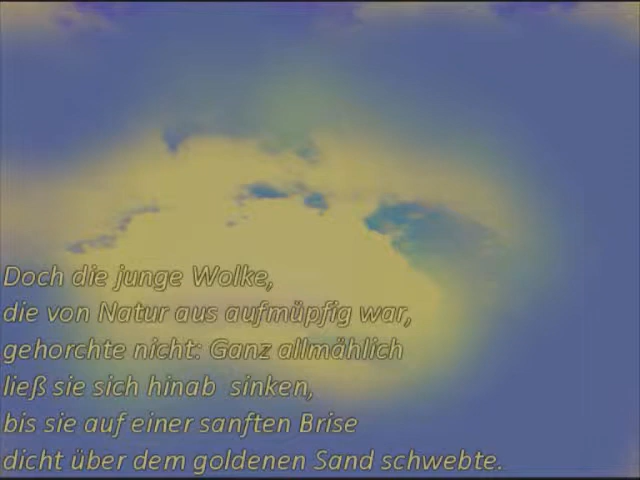 Doch die junge Wolke,
die von Natur aus aufmüpfig war,
gehorchte nicht: Ganz allmählich
ließ sie sich hinab sinken,
bis sie auf einer sanften Brise
dicht über dem goldenen Sand schwebte.